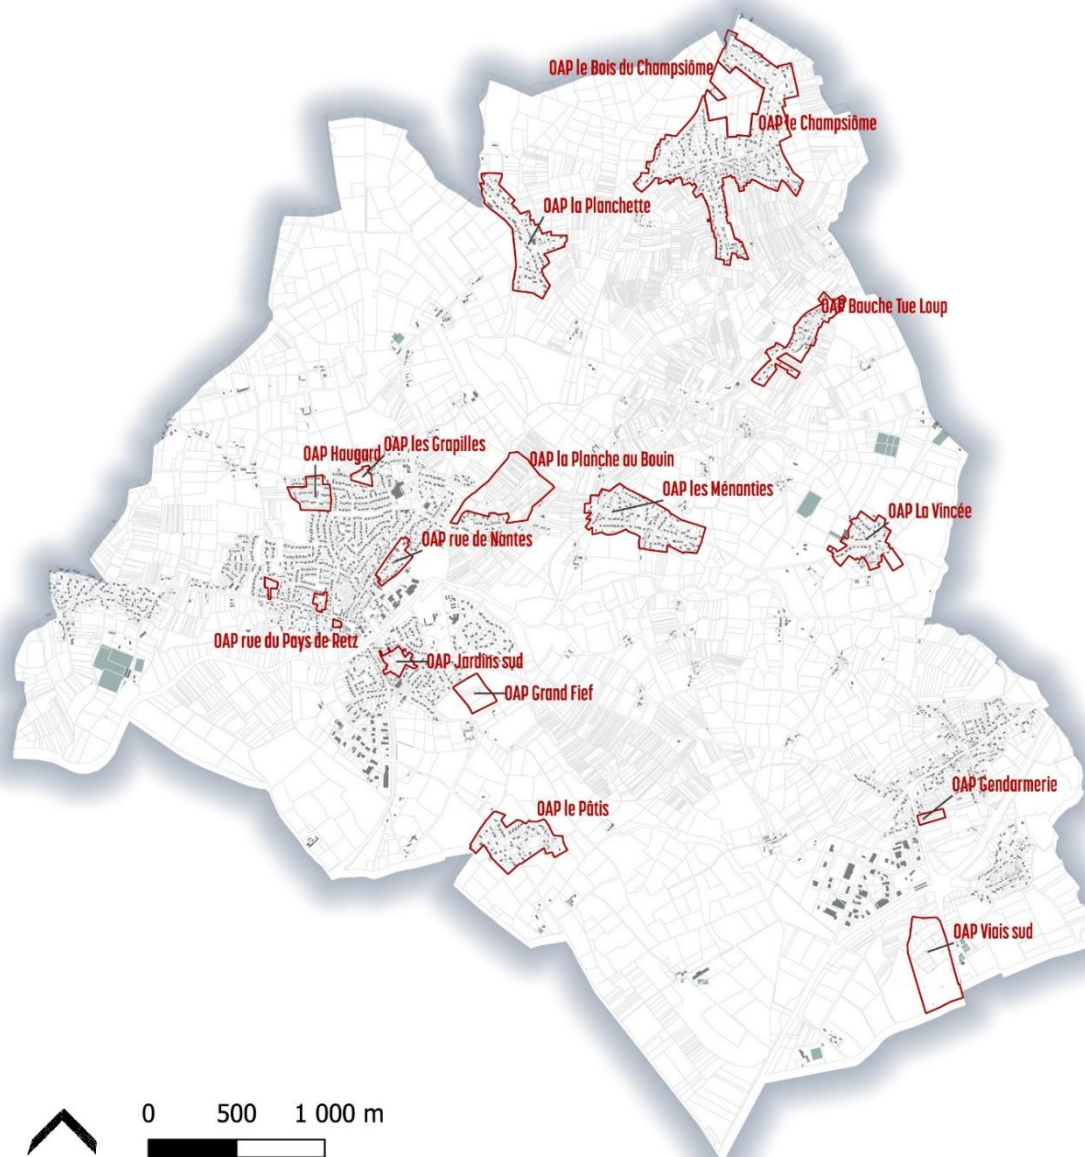 OAP le Bois du Champsiôme
OAP le Champsiôme
OAP la Planchette
OAP Bauche Tue Loup
OAP Haugard
OAP les Grapilles
OAP la Planche au Bouin
OAP les Ménanties
OAP La Vincée
OAP rue de Nantes
OAP rue du Pays de Retz
OAP Jardins sud
OAP Grand Fief
OAP Gendarmerie
OAP le Pâtis
OAP Viais sud
0 500 1 000 m